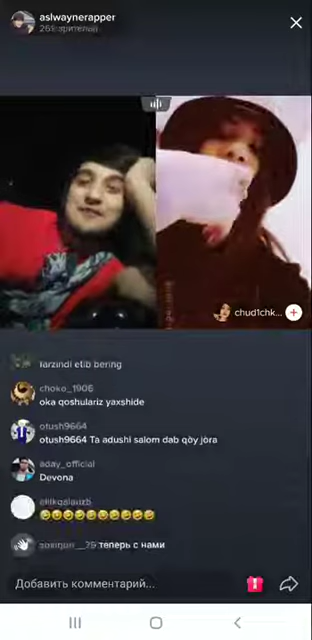 aslwaynerapper
261 зрителей
chud1chk...
Tarzindi etib bering
choko_1906
oka qoshulariz yaxshide
otush9664
otush9664 Ta adushi salom dab qòy jòra
aday_official
Devona
теперь с нами
Добавить комментарий...